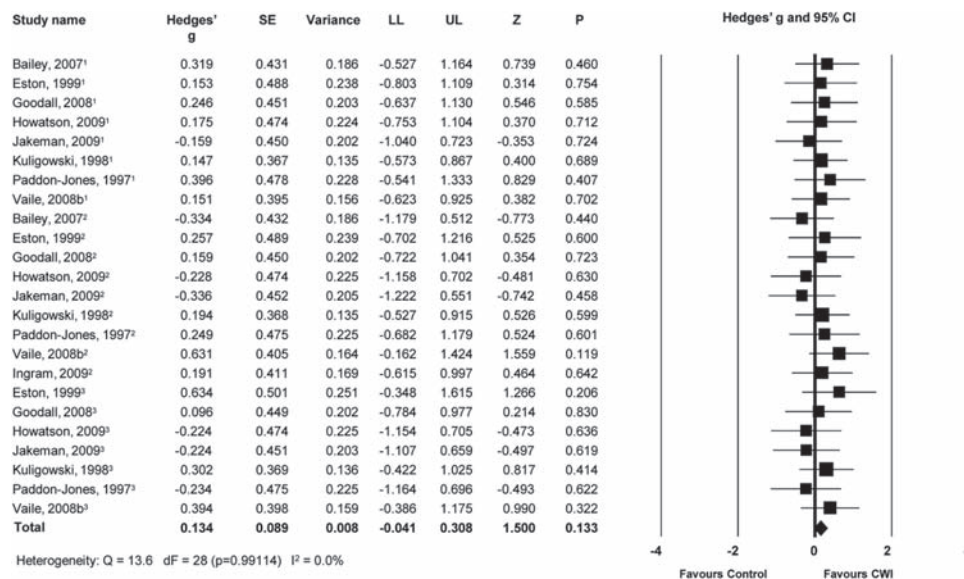 Study name Hedges' g SE Variance LL UL Z P Hedges' g and 95% CI
Bailey, 2007¹ 0.319 0.431 0.186 -0.527 1.164 0.739 0.460
Eston, 1999¹ 0.153 0.488 0.238 -0.803 1.109 0.314 0.754
Goodall, 2008¹ 0.246 0.451 0.203 -0.637 1.130 0.546 0.585
Howatson, 2009¹ 0.175 0.474 0.224 -0.753 1.104 0.370 0.712
Jakeman, 2009¹ -0.159 0.450 0.202 -1.040 0.723 -0.353 0.724
Kuligowski, 1998¹ 0.147 0.367 0.135 -0.573 0.867 0.400 0.689
Paddon-Jones, 1997¹ 0.396 0.478 0.228 -0.541 1.333 0.829 0.407
Vaile, 2008b¹ 0.151 0.395 0.156 -0.623 0.925 0.382 0.702
Bailey, 2007² -0.334 0.432 0.186 -1.179 0.512 -0.773 0.440
Eston, 1999² 0.257 0.489 0.239 -0.702 1.216 0.525 0.600
Goodall, 2008² 0.159 0.450 0.202 -0.722 1.041 0.354 0.723
Howatson, 2009² -0.228 0.474 0.225 -1.158 0.702 -0.481 0.630
Jakeman, 2009² -0.336 0.452 0.205 -1.222 0.551 -0.742 0.458
Kuligowski, 1998² 0.194 0.368 0.135 -0.527 0.915 0.526 0.599
Paddon-Jones, 1997² 0.249 0.475 0.225 -0.682 1.179 0.524 0.601
Vaile, 2008b² 0.631 0.405 0.164 -0.162 1.424 1.559 0.119
Ingram, 2009² 0.191 0.411 0.169 -0.615 0.997 0.464 0.642
Eston, 1999³ 0.634 0.501 0.251 -0.348 1.615 1.266 0.206
Goodall, 2008³ 0.096 0.449 0.202 -0.784 0.977 0.214 0.830
Howatson, 2009³ -0.224 0.474 0.225 -1.154 0.705 -0.473 0.636
Jakeman, 2009³ -0.224 0.451 0.203 -1.107 0.659 -0.497 0.619
Kuligowski, 1998³ 0.302 0.369 0.136 -0.422 1.025 0.817 0.414
Paddon-Jones, 1997³ -0.234 0.475 0.225 -1.164 0.696 -0.493 0.622
Vaile, 2008b³ 0.394 0.398 0.159 -0.386 1.175 0.990 0.322
Total 0.134 0.089 0.008 -0.041 0.308 1.500 0.133
-4 -2 0 2
Heterogeneity: Q = 13.6 dF = 28 (p=0.99114) I² = 0.0%
Favours Control Favours CWI